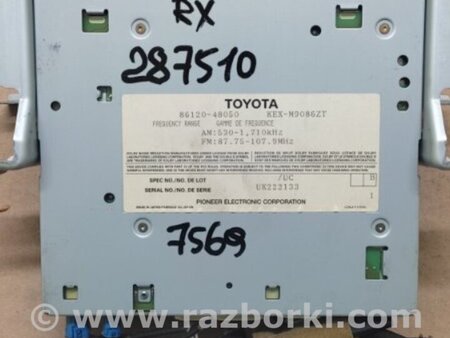 RX
287510
TOYOTA
86120-48050 KEX-M9086ZT
FREQUENCY RANGE GAMME DE FREQUENCE
AM:530-1,710kHz
FM:87.75-107.9MHz
SPEC NO./NO. DE LOT /UC B
SERIAL NO./NO. DE SERIE UK222133 1
PIONEER ELECTRONIC CORPORATION
7569
www.razborki.com